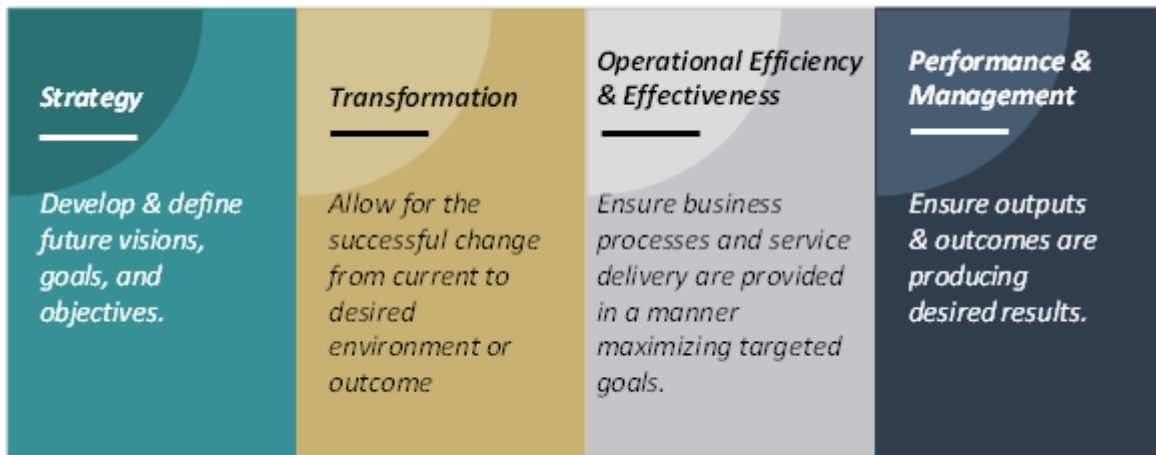 Strategy
Develop & define
future visions,
goals, and
objectives.
Transformation
Allow for the
successful change
from current to
desired
environment or
outcome
Operational Efficiency
& Effectiveness
Ensure business
processes and service
delivery are provided
in a manner
maximizing targeted
goals.
Performance &
Management
Ensure outputs
& outcomes are
producing
desired results.